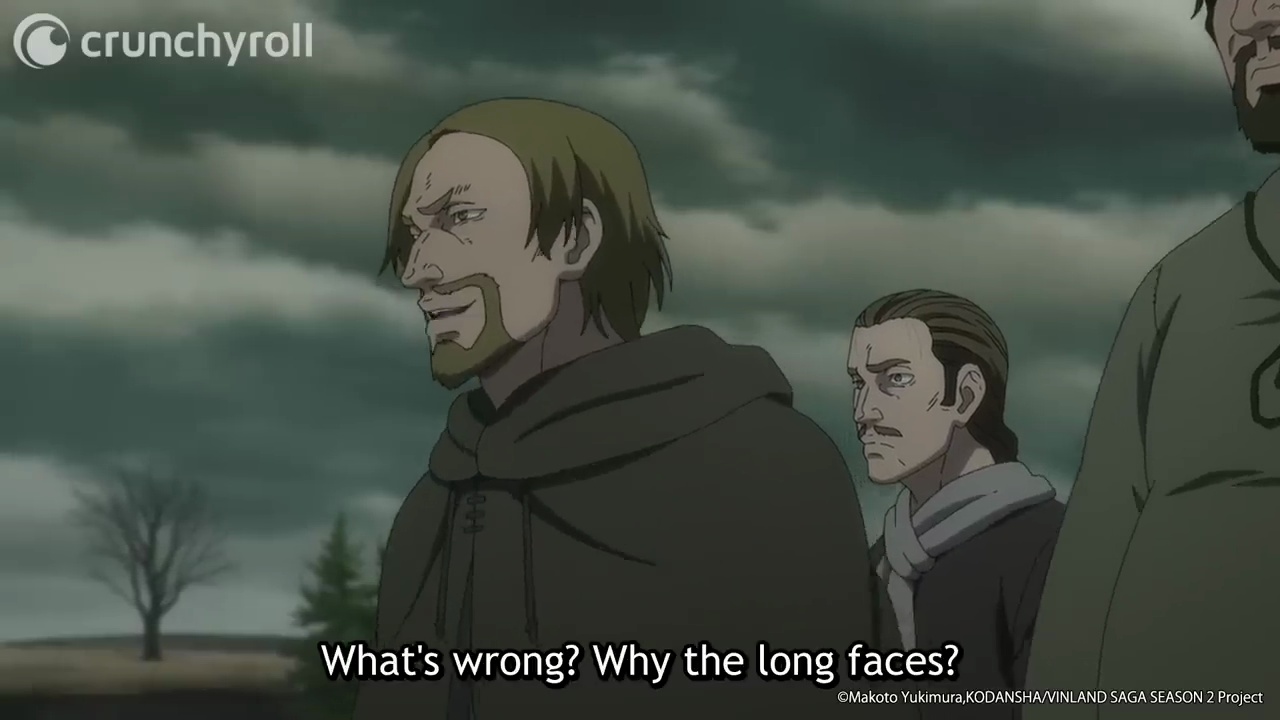 crunchyroll
What's wrong? Why the long faces?
©Makoto Yukimura,KODANSHA/VINLAND SAGA SEASON 2 Project